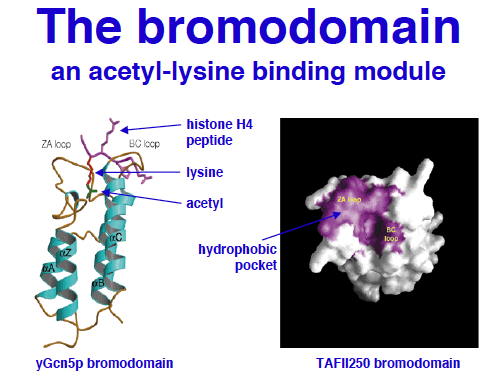 The bromodomain
an acetyl-lysine binding module
histone H4
peptide
ZA loop
BC loop
lysine
acetyl
hydrophobic
pocket
αZ
αC
αA
αB
ZA loop
BC
loop
yGcn5p bromodomain
TAFII250 bromodomain